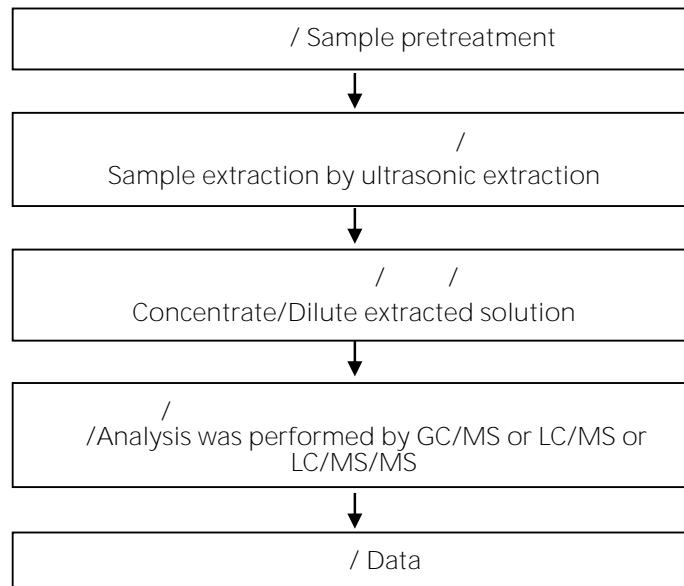 / Sample pretreatment
/
Sample extraction by ultrasonic extraction
/ /
Concentrate/Dilute extracted solution
/
/Analysis was performed by GC/MS or LC/MS or
LC/MS/MS
/ Data